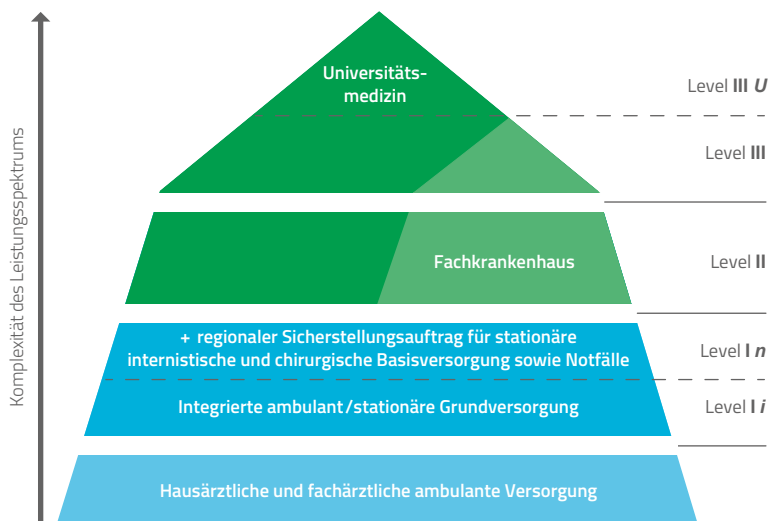 Komplexität des Leistungsspektrums
Universitäts-
medizin
Level III U
Level III
Fachkrankenhaus
Level II
+ regionaler Sicherstellungsauftrag für stationäre
internistische und chirurgische Basisversorgung sowie Notfälle
Level I n
Integrierte ambulant/stationäre Grundversorgung
Level I i
Hausärztliche und fachärztliche ambulante Versorgung